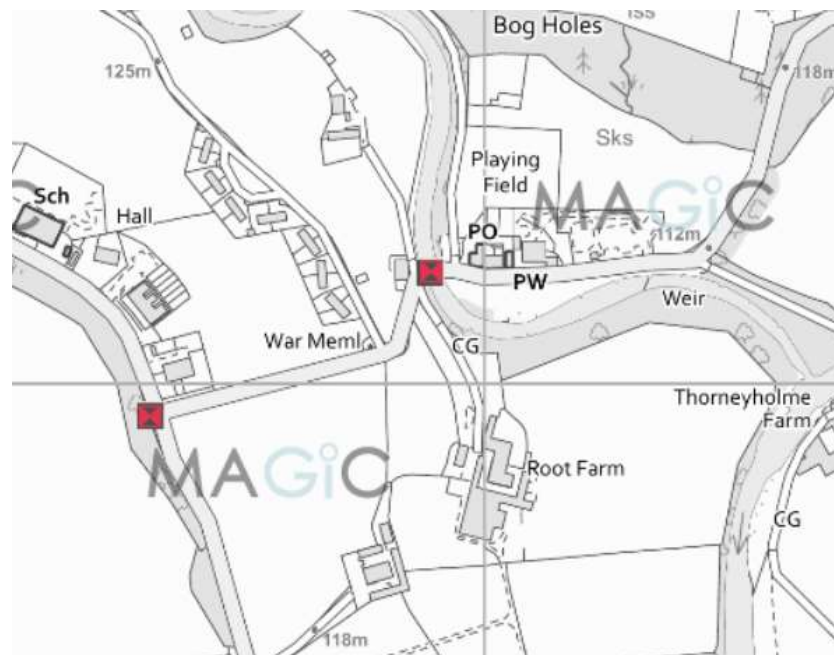 Bog Holes
125m
118m
Sks
Playing
Field
MAGiC
Sch
Hall
PO
112m
PW
Weir
War Meml
CG
Thorneyholme
Farm
MAGiC
Root Farm
CG
118m